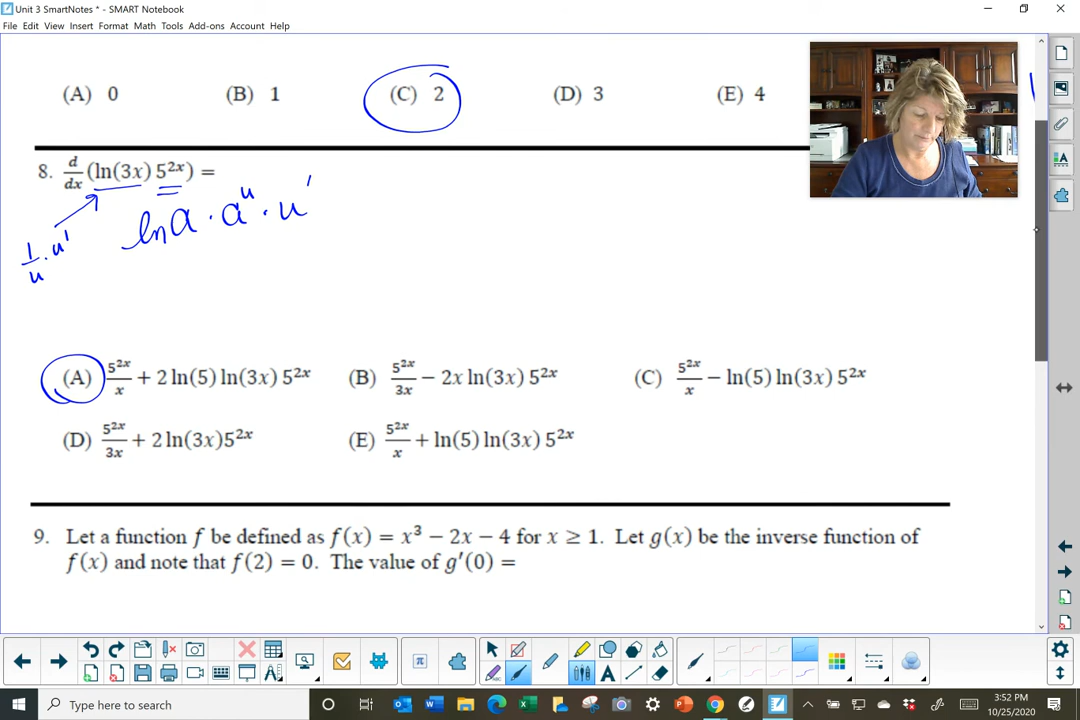 Unit 3 SmartNotes * - SMART Notebook
File Edit View Insert Format Math Tools Add-ons Account Help
(A) 0 (B) 1 (C) 2 (D) 3 (E) 4
8. d/dx (ln(3x) 5^{2x}) =
ln a · a^u · u'
1/u · u'
(A) 5^{2x}/x + 2 ln(5) ln(3x) 5^{2x} (B) 5^{2x}/3x − 2x ln(3x) 5^{2x} (C) 5^{2x}/x − ln(5) ln(3x) 5^{2x}
(D) 5^{2x}/3x + 2 ln(3x)5^{2x} (E) 5^{2x}/x + ln(5) ln(3x) 5^{2x}
9. Let a function f be defined as f(x) = x³ − 2x − 4 for x ≥ 1. Let g(x) be the inverse function of
f(x) and note that f(2) = 0. The value of g′(0) =
Type here to search
3:52 PM
10/25/2020